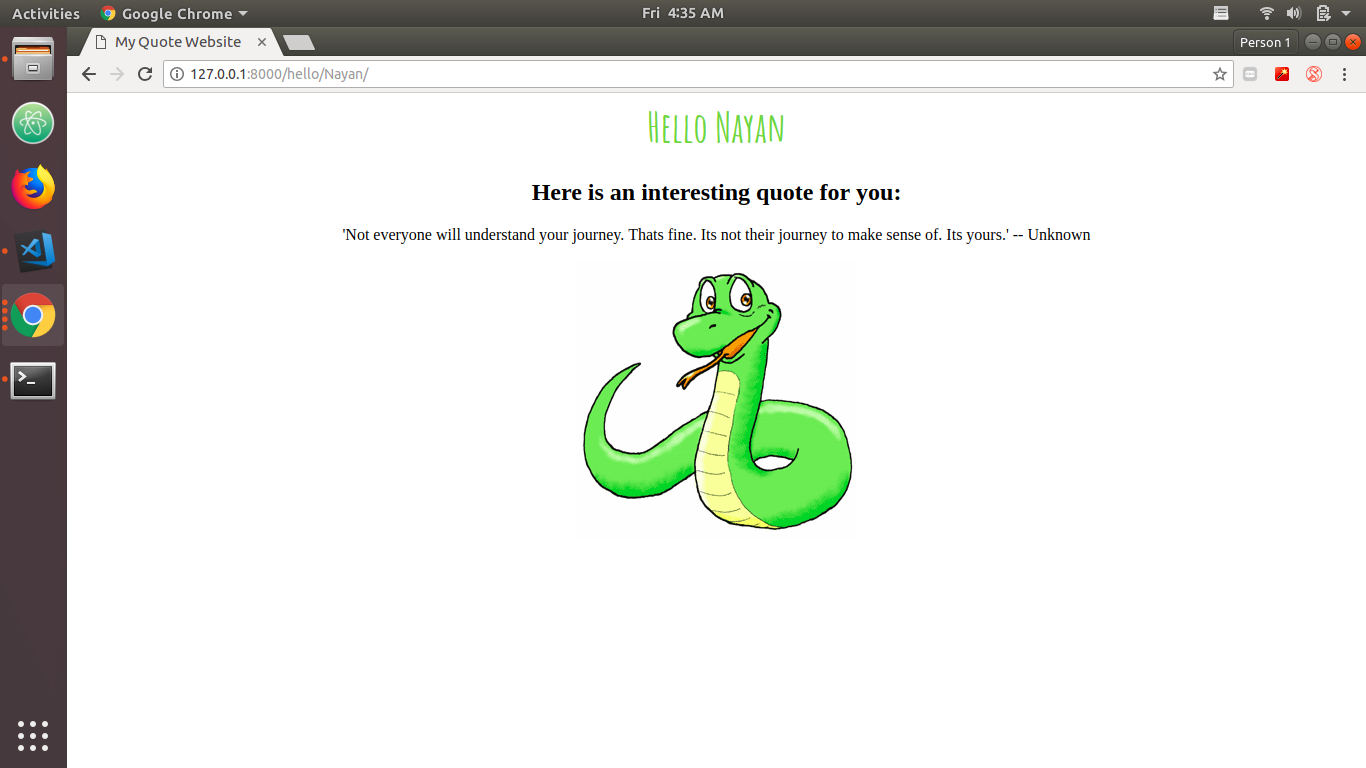 Activities Google Chrome Fri 4:35 AM
My Quote Website Person 1
127.0.0.1:8000/hello/Nayan/
Hello Nayan
Here is an interesting quote for you:
'Not everyone will understand your journey. Thats fine. Its not their journey to make sense of. Its yours.' -- Unknown